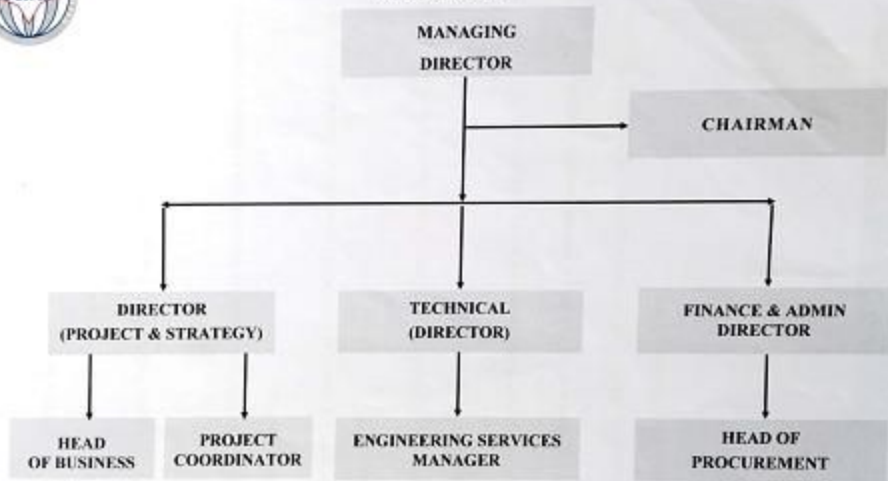 MANAGING
DIRECTOR
CHAIRMAN
DIRECTOR
(PROJECT & STRATEGY)
TECHNICAL
(DIRECTOR)
FINANCE & ADMIN
DIRECTOR
HEAD
OF BUSINESS
PROJECT
COORDINATOR
ENGINEERING SERVICES
MANAGER
HEAD OF
PROCUREMENT